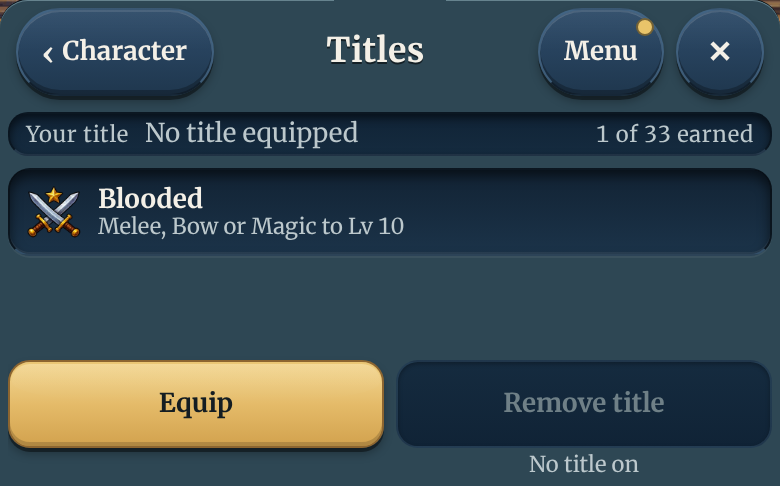 ‹ Character
Titles
Menu
×
Your title No title equipped
1 of 33 earned
Blooded
Melee, Bow or Magic to Lv 10
Equip
Remove title
No title on